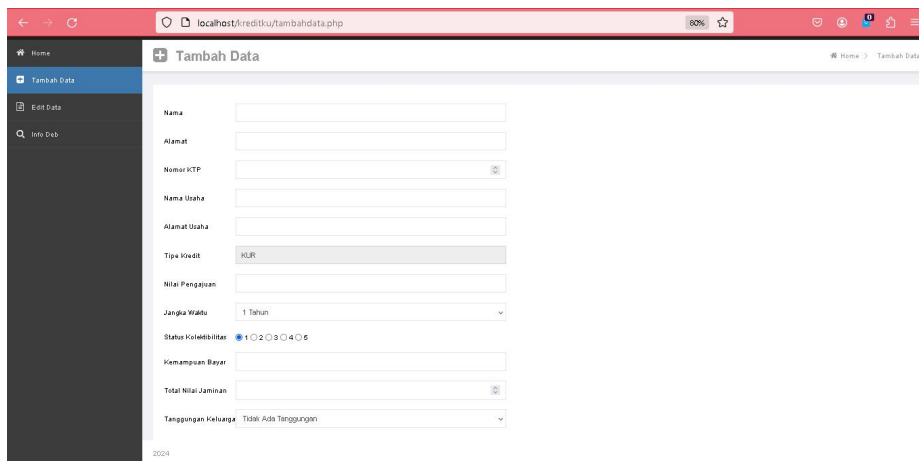 localhost/kreditku/tambahdata.php
80%
0
Home
Tambah Data
Edit Data
Info Deb
Tambah Data
Home > Tambah Data
Nama
Alamat
Nomor KTP
Nama Usaha
Alamat Usaha
Tipe Kredit KUR
Nilai Pengajuan
Jangka Waktu 1 Tahun
Status Kolektibilitas 1 2 3 4 5
Kemampuan Bayar
Total Nilai Jaminan
Tanggungan Keluarga Tidak Ada Tanggungan
2024